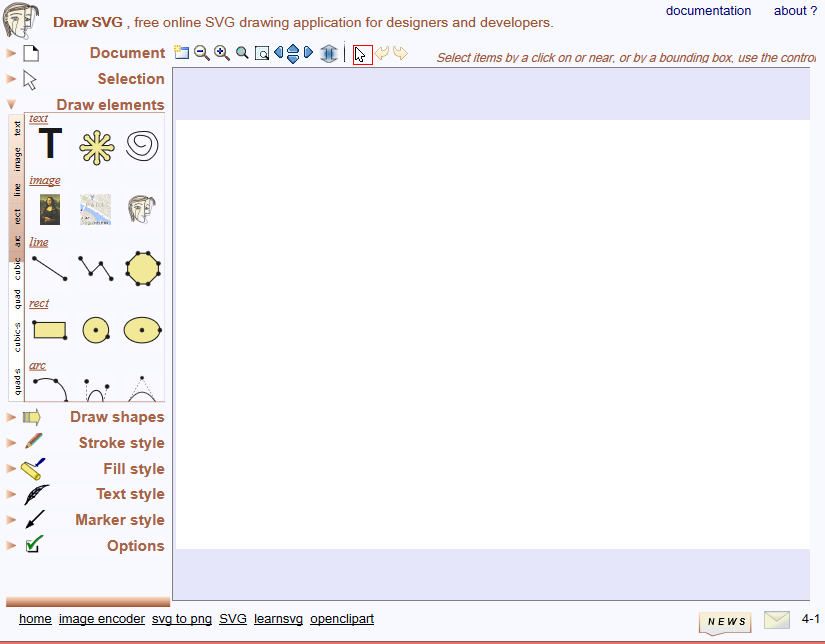 Draw SVG , free online SVG drawing application for designers and developers.
documentation
about ?
Document
Select items by a click on or near, or by a bounding box, use the contro
Selection
Draw elements
text
image
line
rect
arc
cubic
quad
cubic-s
quad-s
text
T
image
line
rect
arc
Draw shapes
Stroke style
Fill style
Text style
Marker style
Options
home image encoder svg to png SVG learnsvg openclipart
NEWS
4-1